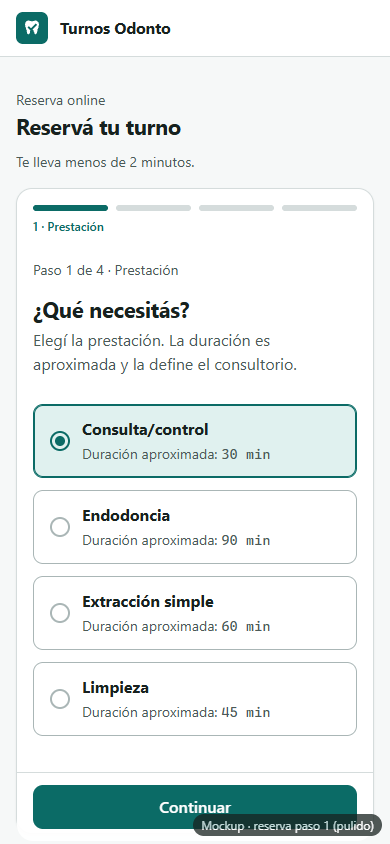 Turnos Odonto
Reserva online
Reservá tu turno
Te lleva menos de 2 minutos.
1 · Prestación
Paso 1 de 4 · Prestación
¿Qué necesitás?
Elegí la prestación. La duración es
aproximada y la define el consultorio.
Consulta/control
Duración aproximada: 30 min
Endodoncia
Duración aproximada: 90 min
Extracción simple
Duración aproximada: 60 min
Limpieza
Duración aproximada: 45 min
Continuar
Mockup · reserva paso 1 (pulido)